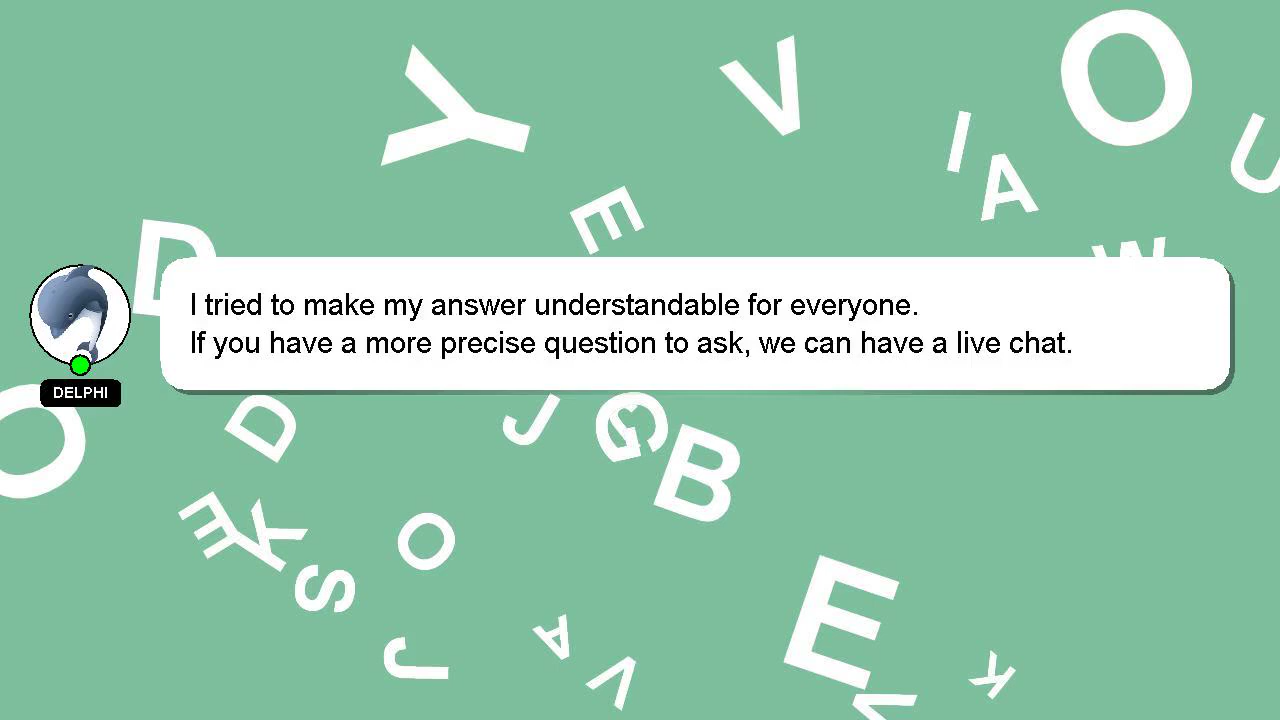 Y
V
O
I
A
U
E
D
W
I tried to make my answer understandable for everyone.
If you have a more precise question to ask, we can have a live chat.
DELPHI
O
D
J
G
B
E
K
O
S
E
A
J
V
K
V